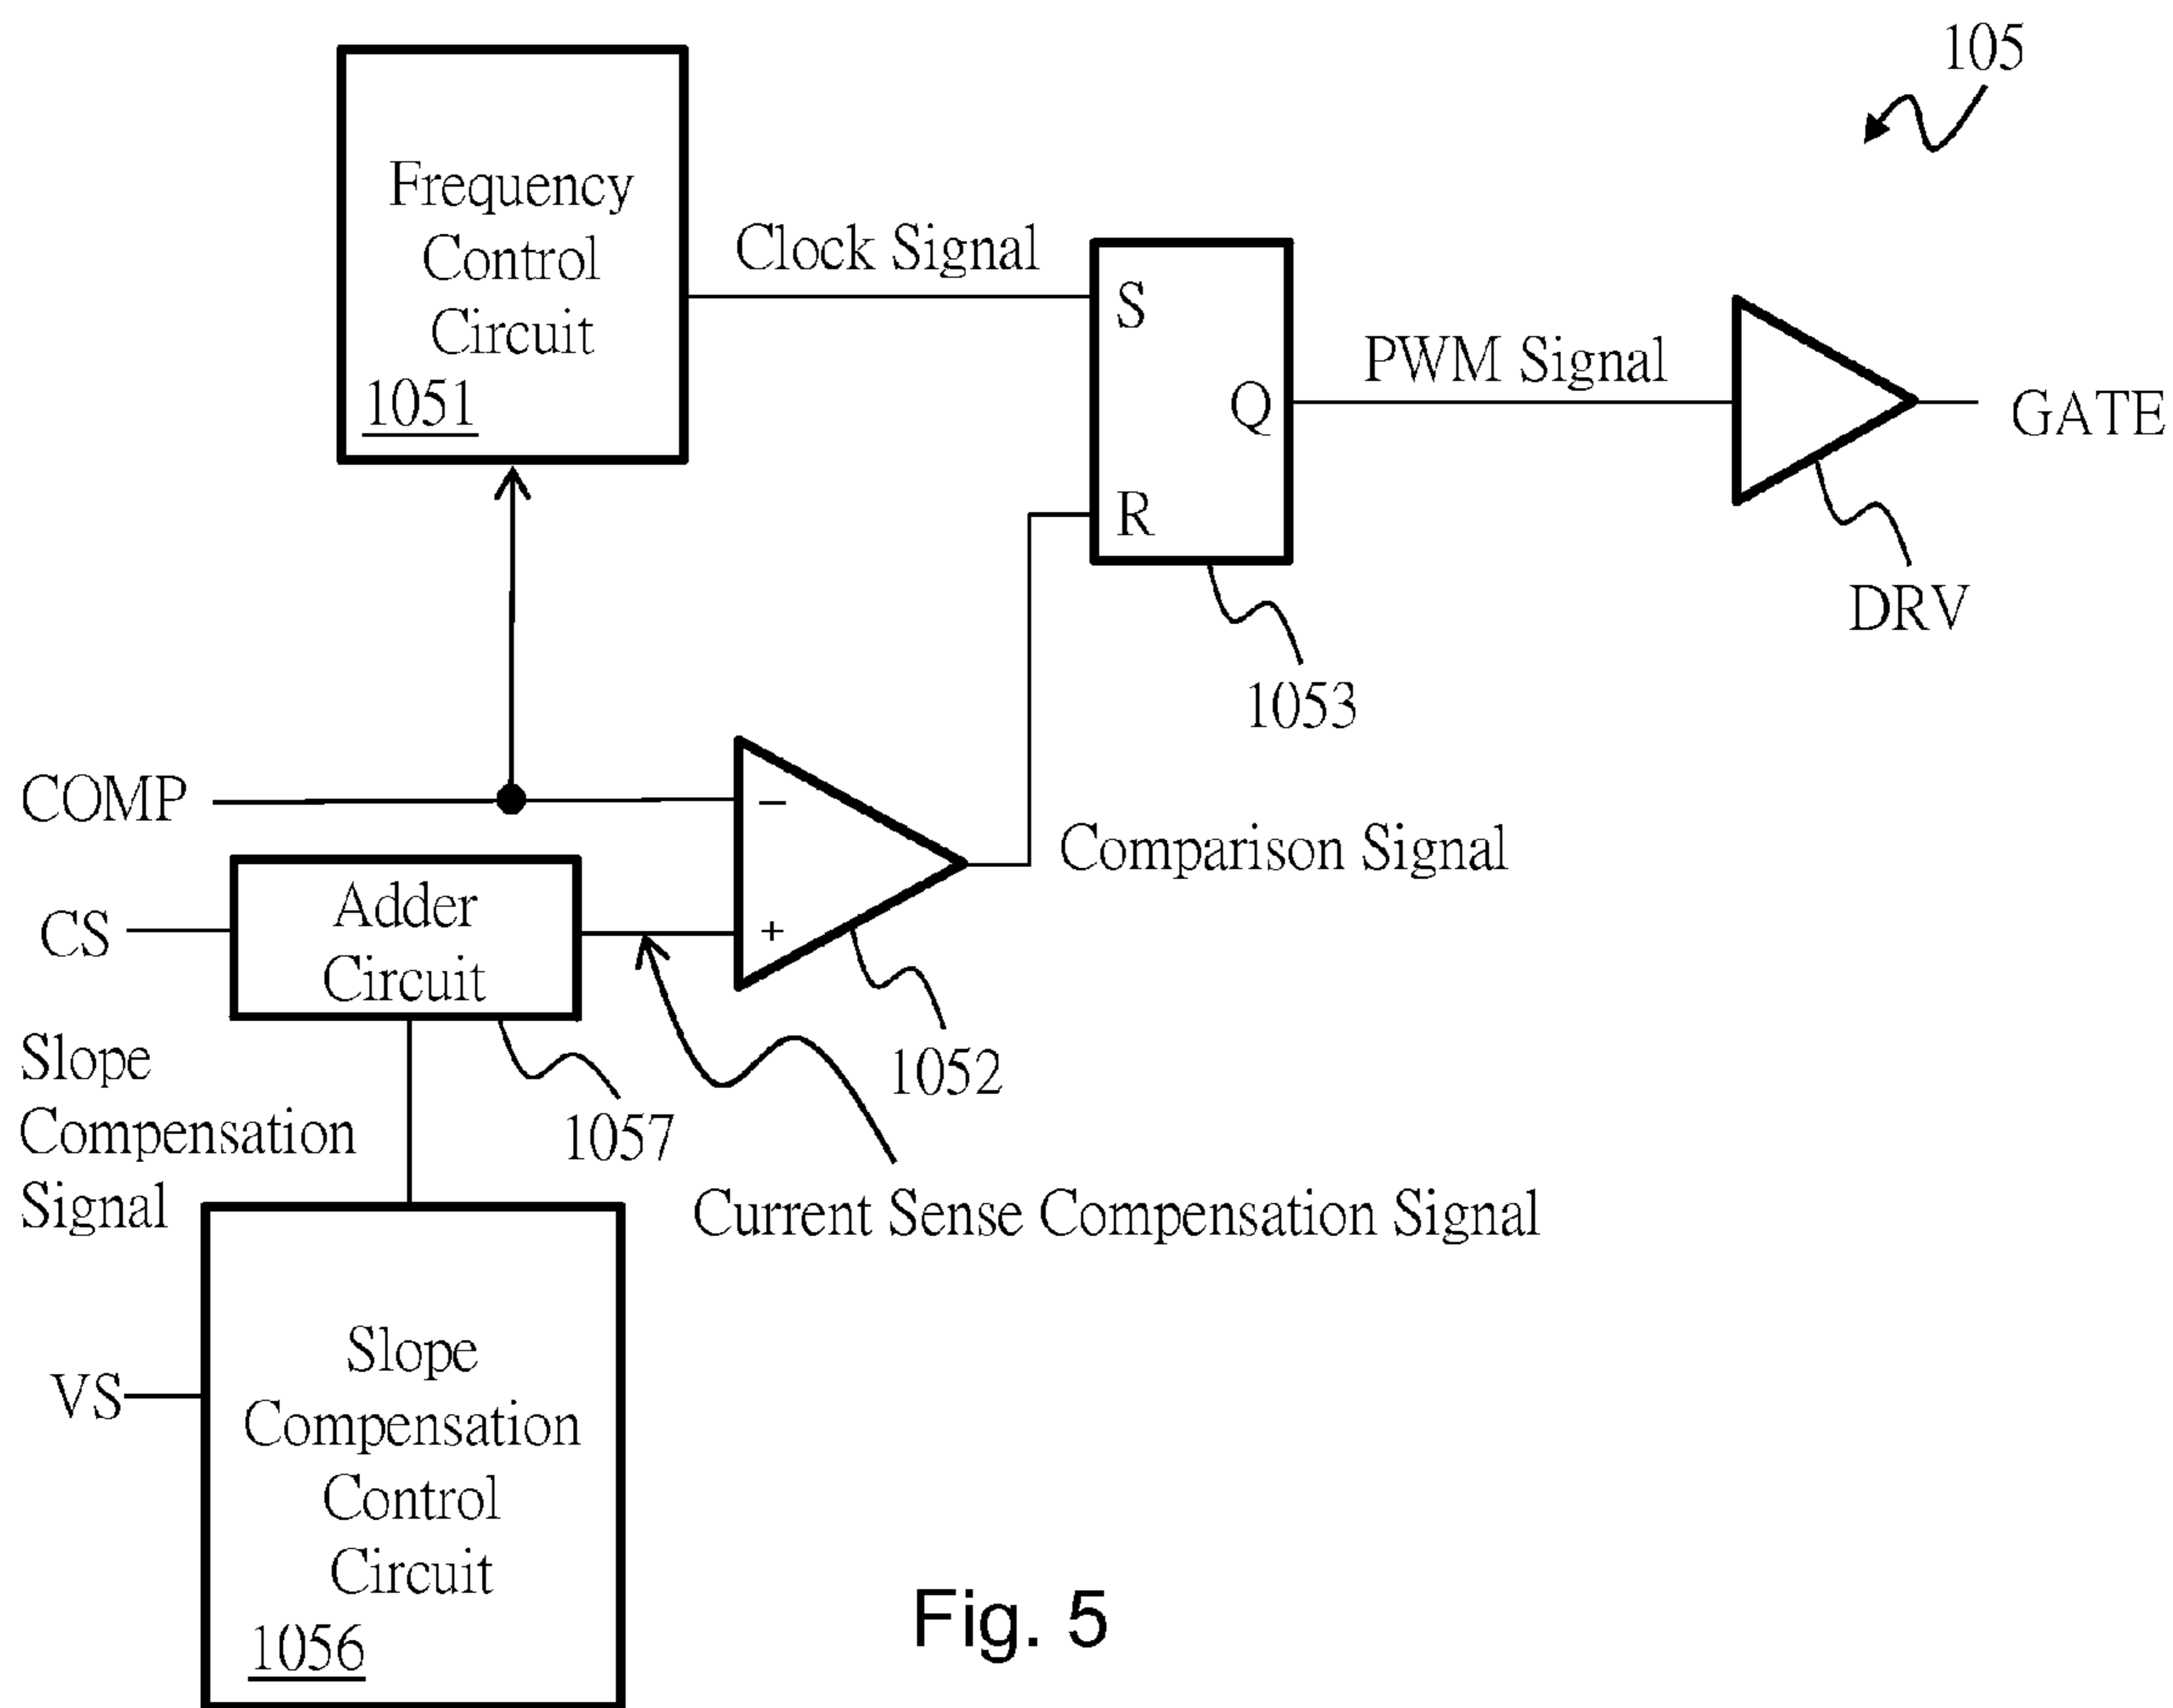 105
Frequency
Control
Circuit
1051
Clock Signal
S
Q
R
PWM Signal
GATE
DRV
1053
COMP
−
+
Comparison Signal
CS
Adder
Circuit
1052
Slope
Compensation
Signal
1057
Current Sense Compensation Signal
VS
Slope
Compensation
Control
Circuit
1056
Fig. 5